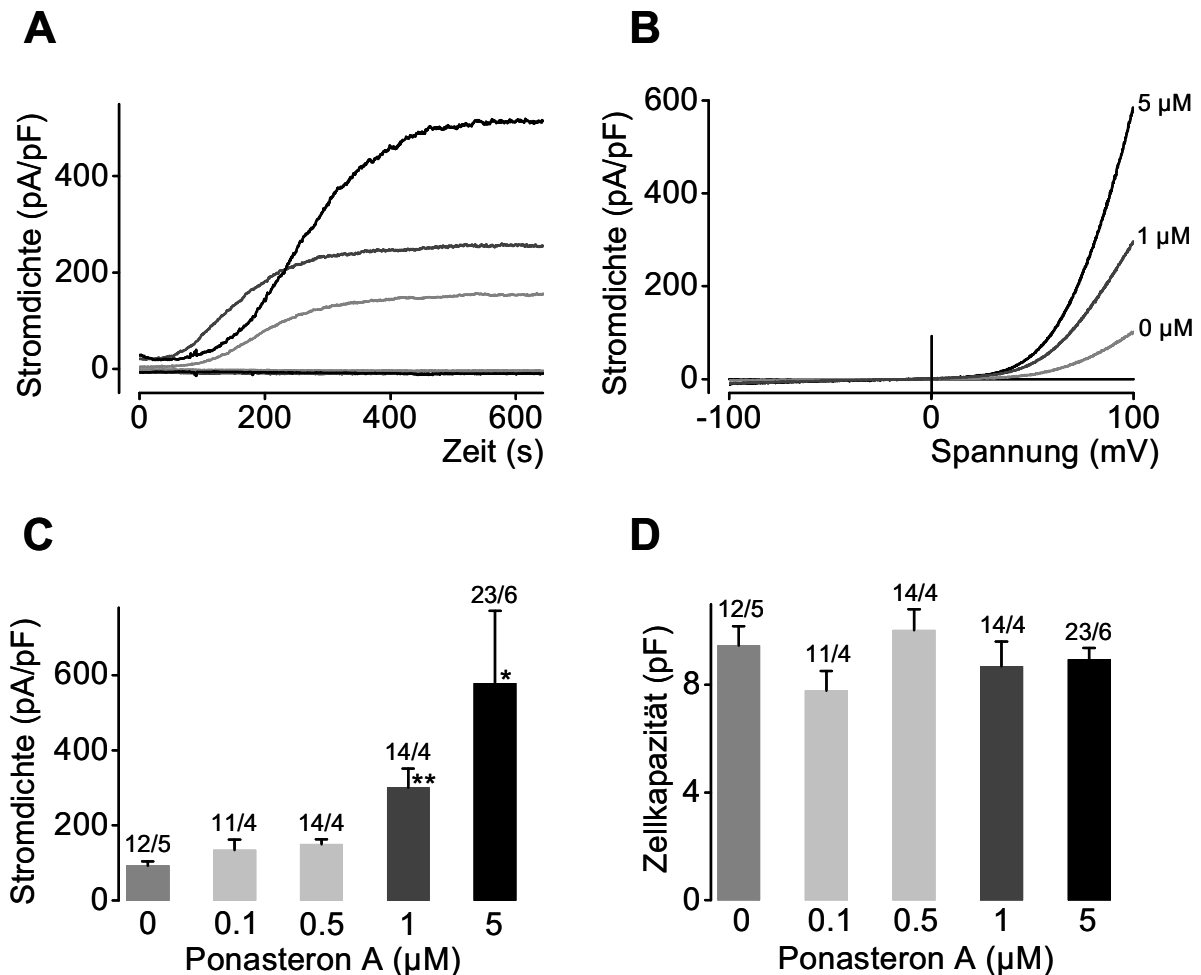 A
Stromdichte (pA/pF)
400
200
0
0 200 400 600
Zeit (s)
B
Stromdichte (pA/pF)
600
400
200
0
5 µM
1 µM
0 µM
-100 0 100
Spannung (mV)
C
Stromdichte (pA/pF)
600
400
200
0
12/5
11/4
14/4
14/4
**
23/6
*
0 0.1 0.5 1 5
Ponasteron A (µM)
D
Zellkapazität (pF)
8
4
0
12/5
11/4
14/4
14/4
23/6
0 0.1 0.5 1 5
Ponasteron A (µM)